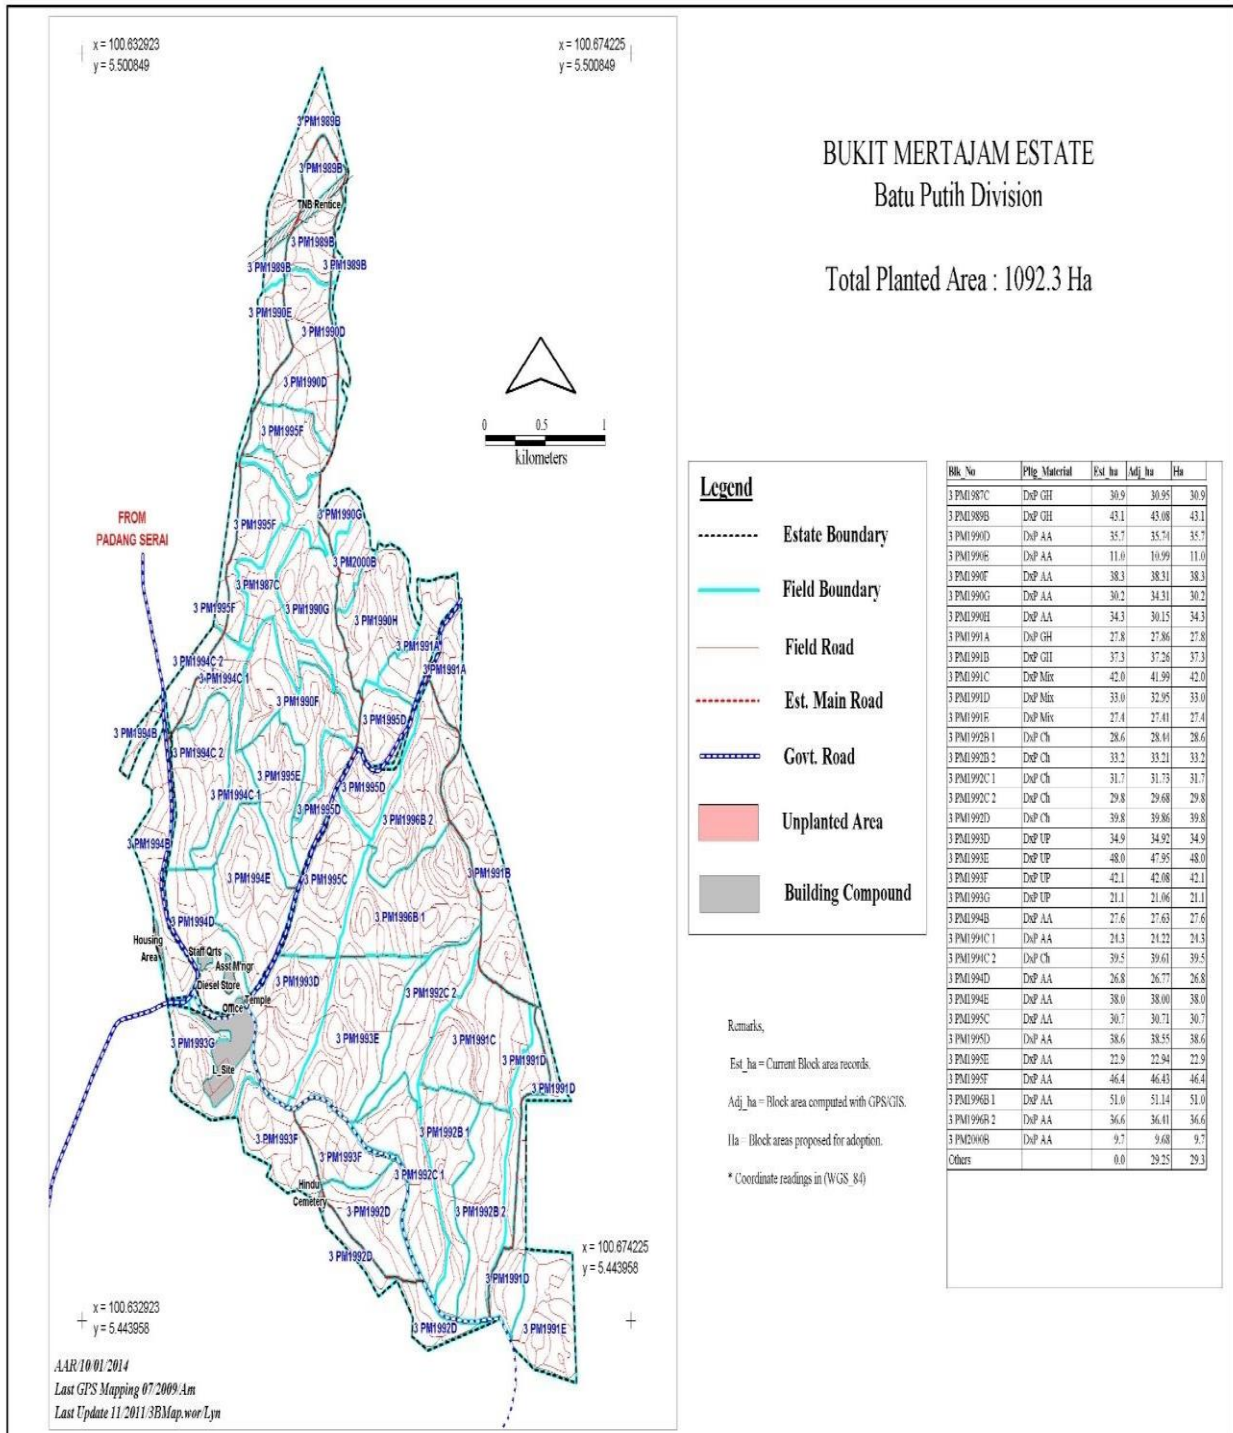 x = 100.632923
y = 5.500849
x = 100.674225
y = 5.500849
BUKIT MERTAJAM ESTATE
Batu Putih Division
Total Planted Area : 1092.3 Ha
3 PM1989B
3 PM1989B
TNB Rentice
3 PM1989B
3 PM1989B
3 PM1989B
3 PM1990E
3 PM1990D
3 PM1990D
3 PM1995F
0 0.5 1
kilometers
3 PM1995F
3 PM1990G
FROM
PADANG SERAI
3 PM2000B
3 PM1987C
3 PM1995F
3 PM1990G
3 PM1990H
3 PM1991A
3 PM1991A
3 PM1994C 2
3 PM1994C 1
3 PM1990F
3 PM1995D
3 PM1994B
3 PM1994C 2
3 PM1995E
3 PM1995D
3 PM1994C 1
3 PM1995D
3 PM1996B 2
3 PM1994B
3 PM1994E
3 PM1995C
3 PM1991B
3 PM1994D
3 PM1996B 1
Housing
Area
Staff Qrts
Asst M'ngr
Diesel Store
Temple
Office
3 PM1993D
3 PM1992C 2
3 PM1993G
3 PM1993E
3 PM1991C
3 PM1991D
L_Site
3 PM1991D
3 PM1993F
3 PM1992B 1
3 PM1993F
3 PM1992C 1
Hindu
Cemetery
3 PM1992D
3 PM1992B 2
3 PM1992D
x = 100.674225
y = 5.443958
3 PM1991D
x = 100.632923
y = 5.443958
3 PM1992D
3 PM1991E
AAR/10/01/2014
Last GPS Mapping 07/2009/Am
Last Update 11/2011/3BMap.wor/Lyn
Legend
Estate Boundary
Field Boundary
Field Road
Est. Main Road
Govt. Road
Unplanted Area
Building Compound
Remarks,
Est_ha = Current Block area records.
Adj_ha = Block area computed with GPS/GIS.
Ha = Block areas proposed for adoption.
* Coordinate readings in (WGS_84)
Blk_No Pltg_Material Est_ha Adj_ha Ha
3 PM1987C DxP GH 30.9 30.95 30.9
3 PM1989B DxP GH 43.1 43.08 43.1
3 PM1990D DxP AA 35.7 35.74 35.7
3 PM1990E DxP AA 11.0 10.99 11.0
3 PM1990F DxP AA 38.3 38.31 38.3
3 PM1990G DxP AA 30.2 34.31 30.2
3 PM1990H DxP AA 34.3 30.15 34.3
3 PM1991A DxP GH 27.8 27.86 27.8
3 PM1991B DxP GH 37.3 37.26 37.3
3 PM1991C DxP Mix 42.0 41.99 42.0
3 PM1991D DxP Mix 33.0 32.95 33.0
3 PM1991E DxP Mix 27.4 27.41 27.4
3 PM1992B 1 DxP Ch 28.6 28.44 28.6
3 PM1992B 2 DxP Ch 33.2 33.21 33.2
3 PM1992C 1 DxP Ch 31.7 31.73 31.7
3 PM1992C 2 DxP Ch 29.8 29.68 29.8
3 PM1992D DxP Ch 39.8 39.86 39.8
3 PM1993D DxP UP 34.9 34.92 34.9
3 PM1993E DxP UP 48.0 47.95 48.0
3 PM1993F DxP UP 42.1 42.08 42.1
3 PM1993G DxP UP 21.1 21.06 21.1
3 PM1994B DxP AA 27.6 27.63 27.6
3 PM1994C 1 DxP AA 24.3 24.22 24.3
3 PM1994C 2 DxP Ch 39.5 39.61 39.5
3 PM1994D DxP AA 26.8 26.77 26.8
3 PM1994E DxP AA 38.0 38.00 38.0
3 PM1995C DxP AA 30.7 30.71 30.7
3 PM1995D DxP AA 38.6 38.55 38.6
3 PM1995E DxP AA 22.9 22.94 22.9
3 PM1995F DxP AA 46.4 46.43 46.4
3 PM1996B 1 DxP AA 51.0 51.14 51.0
3 PM1996B 2 DxP AA 36.6 36.41 36.6
3 PM2000B DxP AA 9.7 9.68 9.7
Others 0.0 29.25 29.3